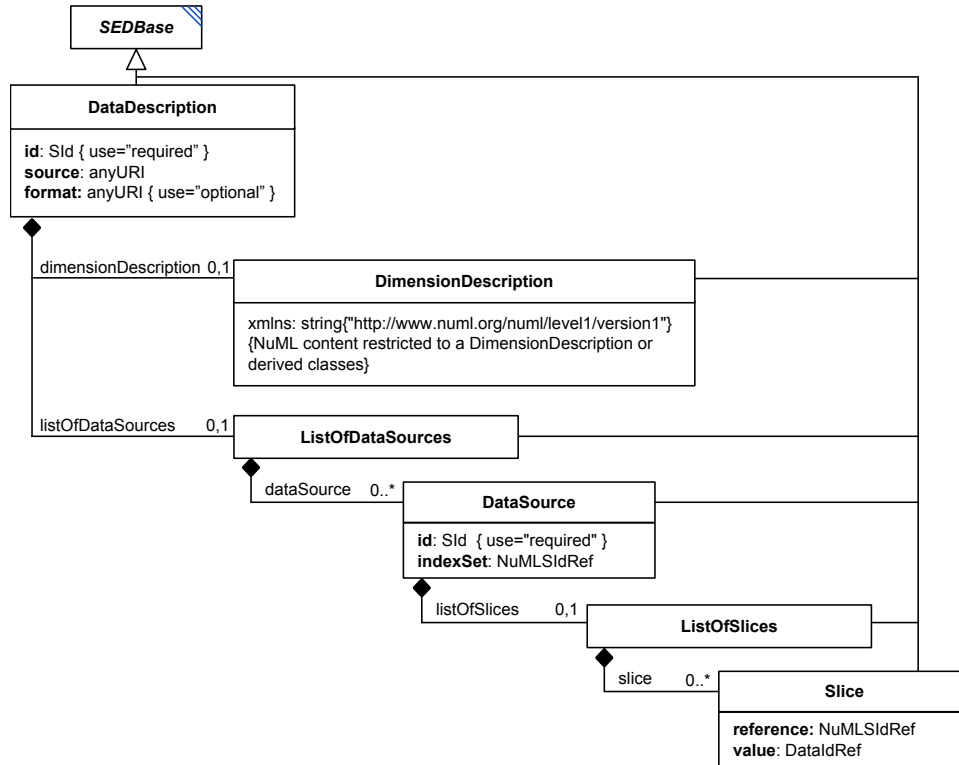 SEDBase
DataDescription
id: SId { use=”required” }
source: anyURI
format: anyURI { use=”optional” }
dimensionDescription 0,1
DimensionDescription
xmlns: string{"http://www.numl.org/numl/level1/version1"}
{NuML content restricted to a DimensionDescription or
derived classes}
listOfDataSources 0,1
ListOfDataSources
dataSource 0..*
DataSource
id: SId { use="required" }
indexSet: NuMLSIdRef
listOfSlices 0,1
ListOfSlices
slice 0..*
Slice
reference: NuMLSIdRef
value: DataIdRef